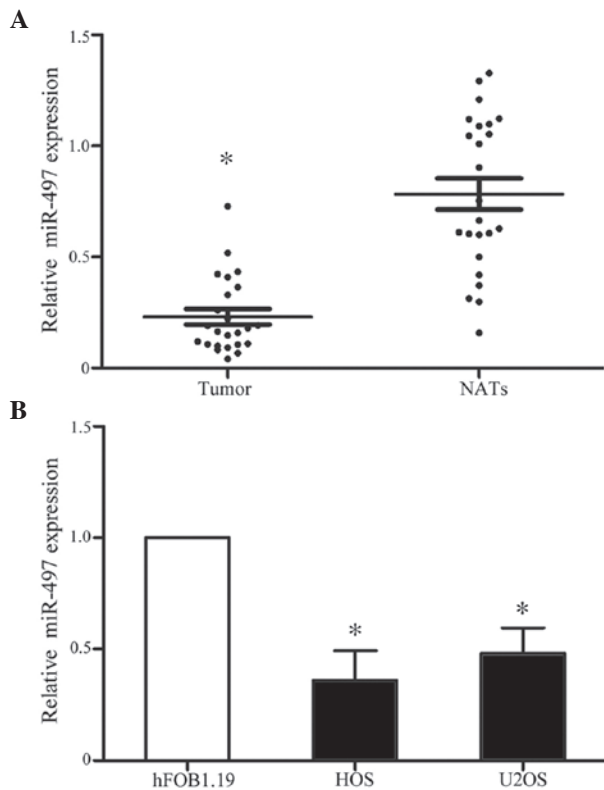 A
Relative miR-497 expression
1.5
1.0
0.5
0
*
Tumor NATs
B
Relative miR-497 expression
1.5
1.0
0.5
0
* *
hFOB1.19 HOS U2OS